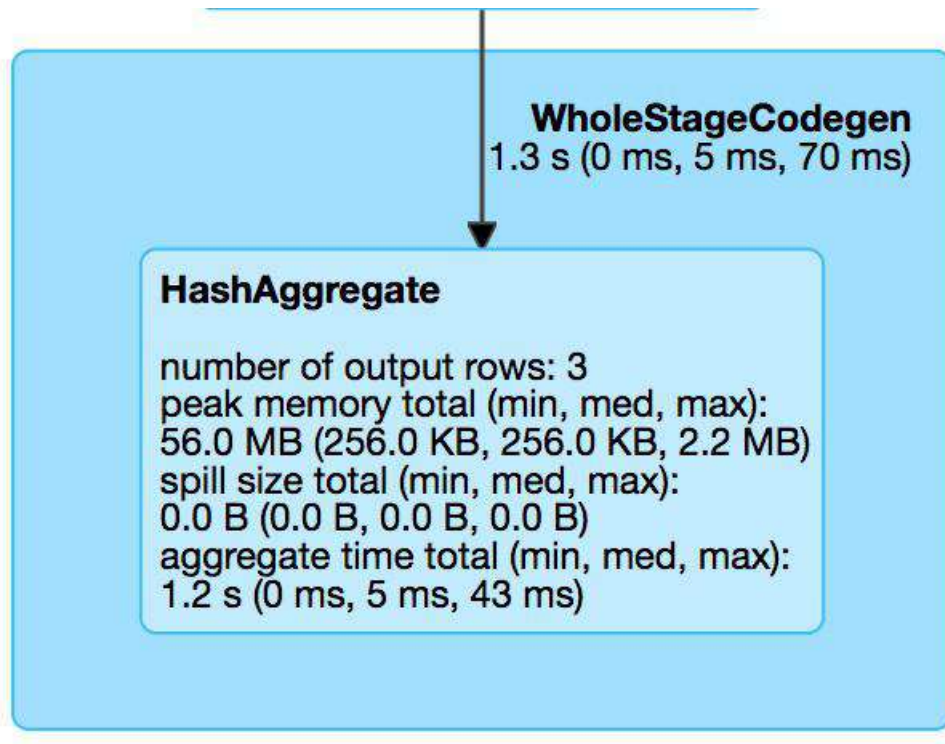 WholeStageCodegen
1.3 s (0 ms, 5 ms, 70 ms)
HashAggregate
number of output rows: 3
peak memory total (min, med, max):
56.0 MB (256.0 KB, 256.0 KB, 2.2 MB)
spill size total (min, med, max):
0.0 B (0.0 B, 0.0 B, 0.0 B)
aggregate time total (min, med, max):
1.2 s (0 ms, 5 ms, 43 ms)